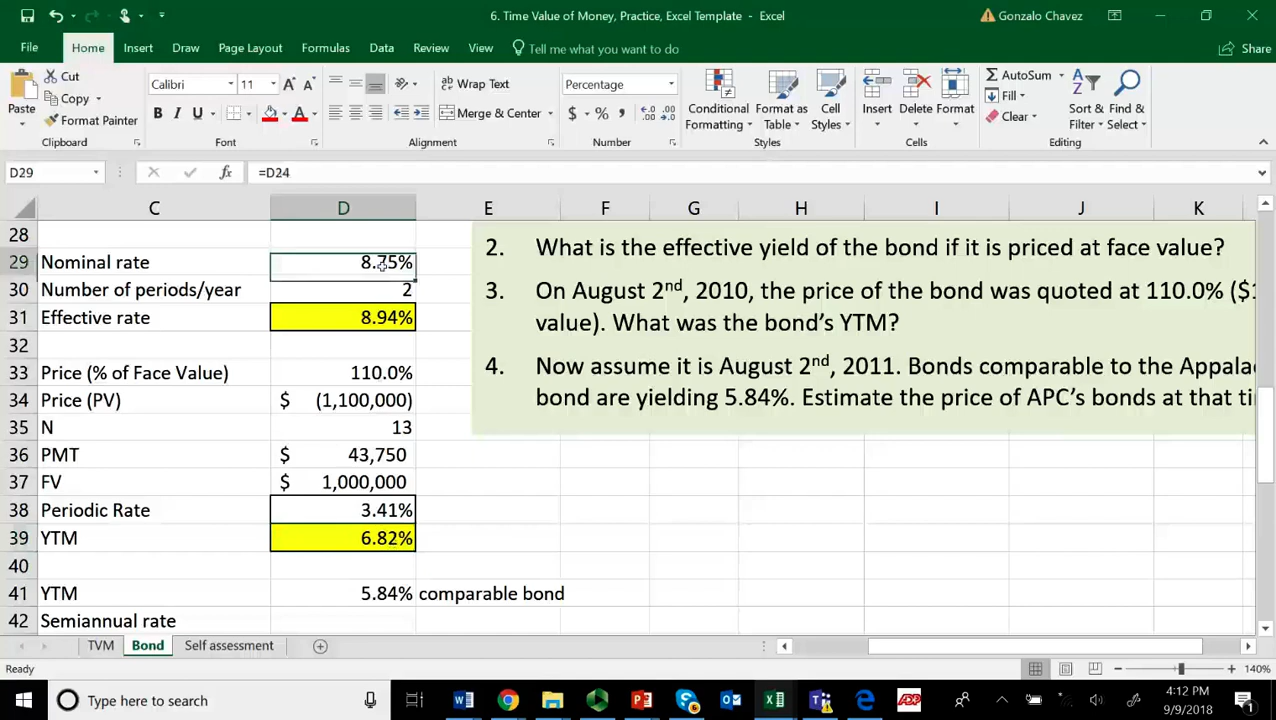 6. Time Value of Money, Practice, Excel Template - Excel
Gonzalo Chavez
File Home Insert Draw Page Layout Formulas Data Review View Tell me what you want to do Share
Paste
Cut
Copy
Format Painter
Clipboard
Calibri 11
B I U
Font
Wrap Text
Merge & Center
Alignment
Percentage
$ % ,
Number
Conditional Formatting
Format as Table
Cell Styles
Styles
Insert Delete Format
Cells
AutoSum
Fill
Clear
Sort & Filter
Find & Select
Editing
D29 fx =D24
C D E F G H I J K
28
29 Nominal rate 8.75%
30 Number of periods/year 2
31 Effective rate 8.94%
32
33 Price (% of Face Value) 110.0%
34 Price (PV) $ (1,100,000)
35 N 13
36 PMT $ 43,750
37 FV $ 1,000,000
38 Periodic Rate 3.41%
39 YTM 6.82%
40
41 YTM 5.84% comparable bond
42 Semiannual rate
2. What is the effective yield of the bond if it is priced at face value?
3. On August 2nd, 2010, the price of the bond was quoted at 110.0% ($1
value). What was the bond's YTM?
4. Now assume it is August 2nd, 2011. Bonds comparable to the Appala
bond are yielding 5.84%. Estimate the price of APC's bonds at that ti
TVM Bond Self assessment
Ready 140%
Type here to search
4:12 PM
9/9/2018